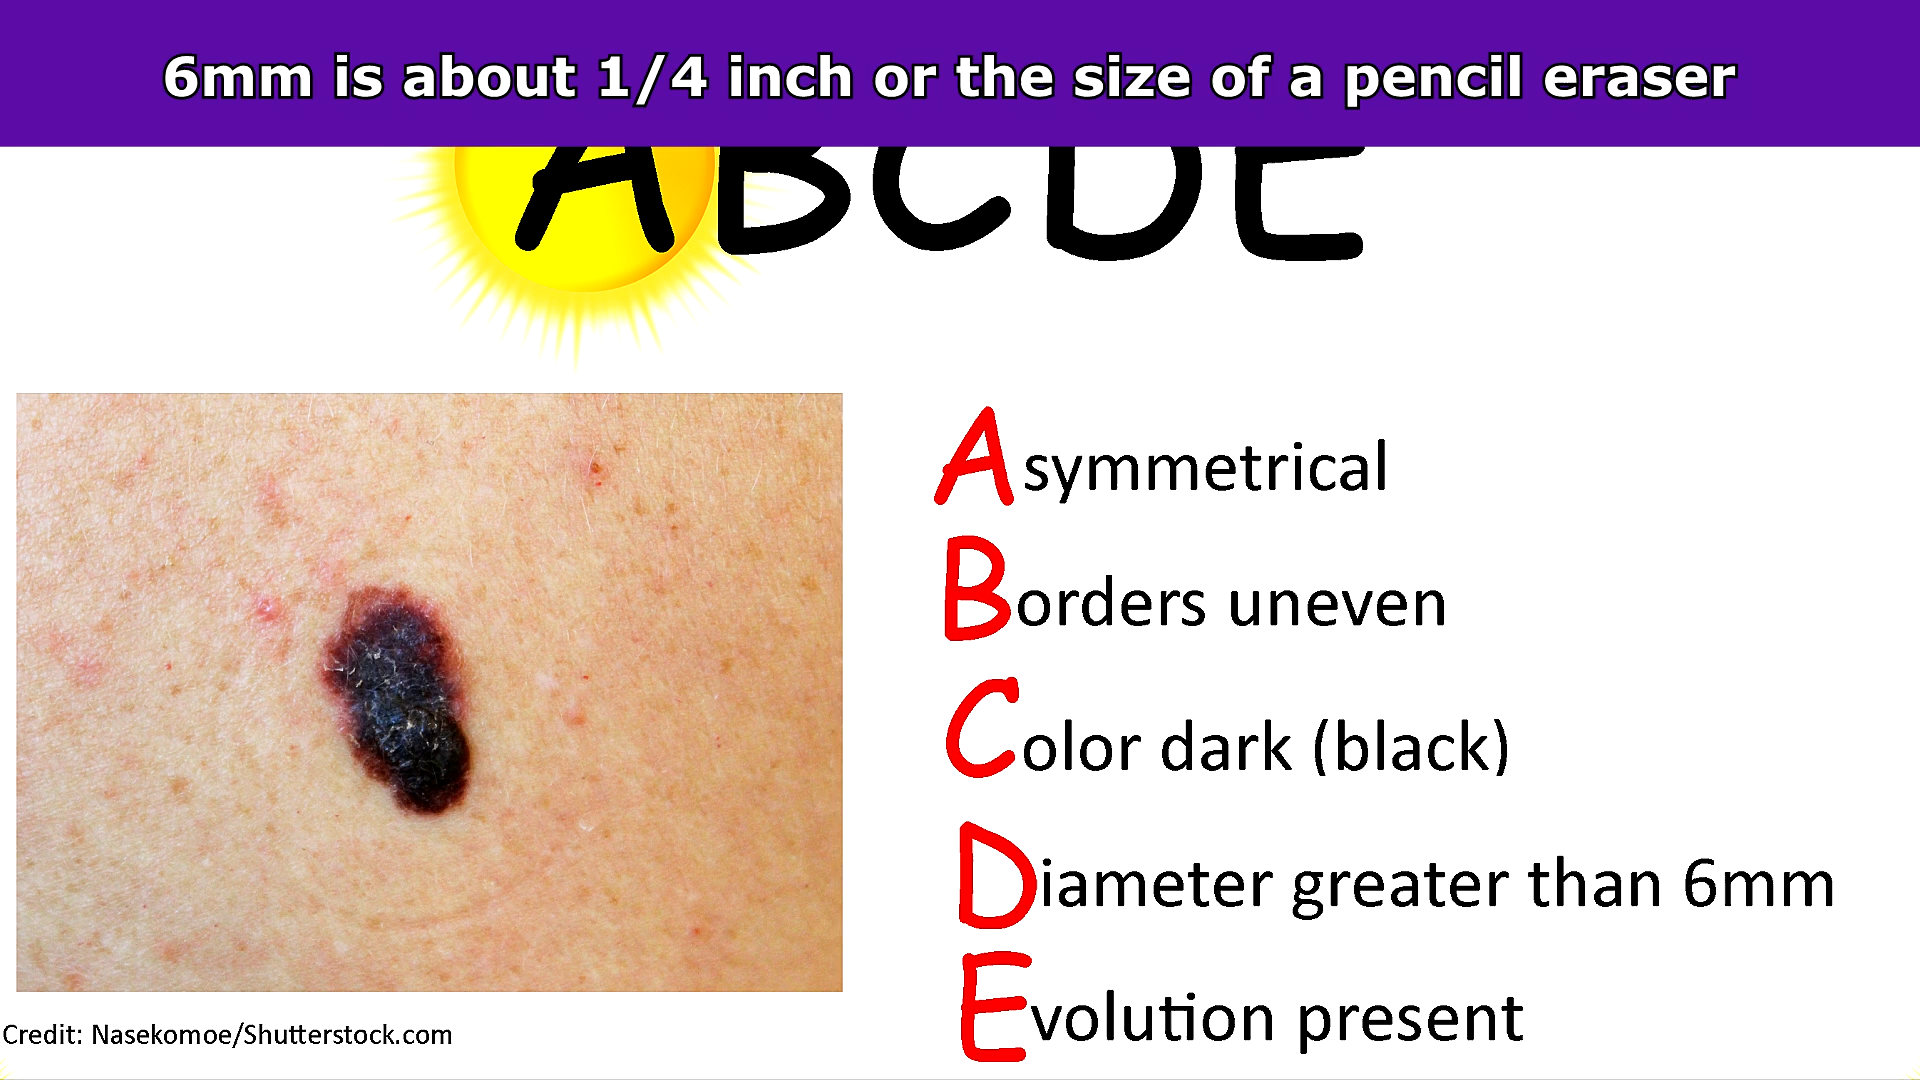 6mm is about 1/4 inch or the size of a pencil eraser
ABCDE
Asymmetrical
Borders uneven
Color dark (black)
Diameter greater than 6mm
Evolution present
Credit: Nasekomoe/Shutterstock.com